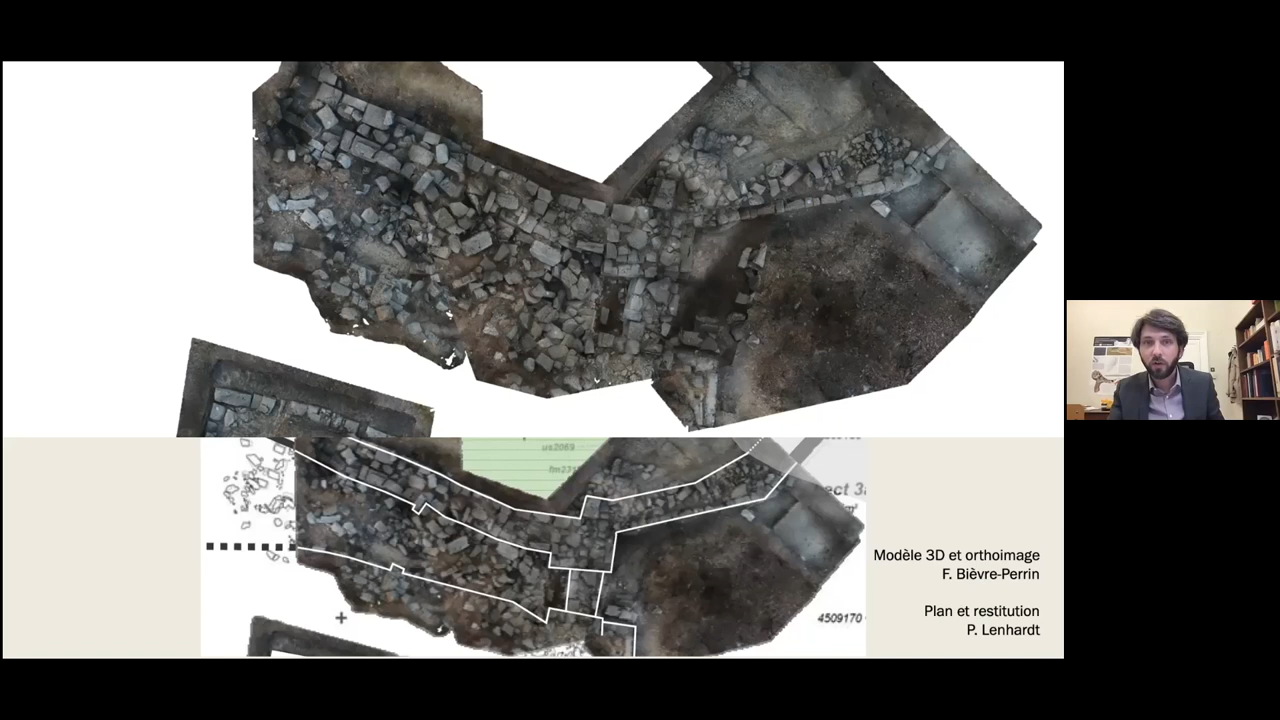 us2069
Modèle 3D et orthoimage
F. Bièvre-Perrin
Plan et restitution
P. Lenhardt
4509170